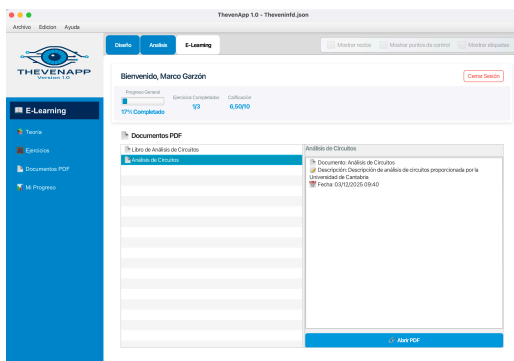 ThevenApp 1.0 - Theveninfd.json
Archivo Edicion Ayuda
Diseño Analisis E-Learning Mostrar nodos Mostrar puntos de control Mostrar etiquetas
THEVENAPP
Version 1.0
Bienvenido, Marco Garzón Cerrar Sesión
Progreso General Ejercicios Completados Calificación
17% Completado 1/3 6,50/10
E-Learning
Teoría
Ejercicios
Documentos PDF
Mi Progreso
Documentos PDF
Libro de Análisis de Circuitos
Análisis de Circuitos
Análisis de Circuitos
Documento: Análisis de Circuitos
Descripción: Descripción de análisis de circuitos proporcionada por la
Universidad de Cantabria
Fecha: 03/12/2025 09:40
Abrir PDF